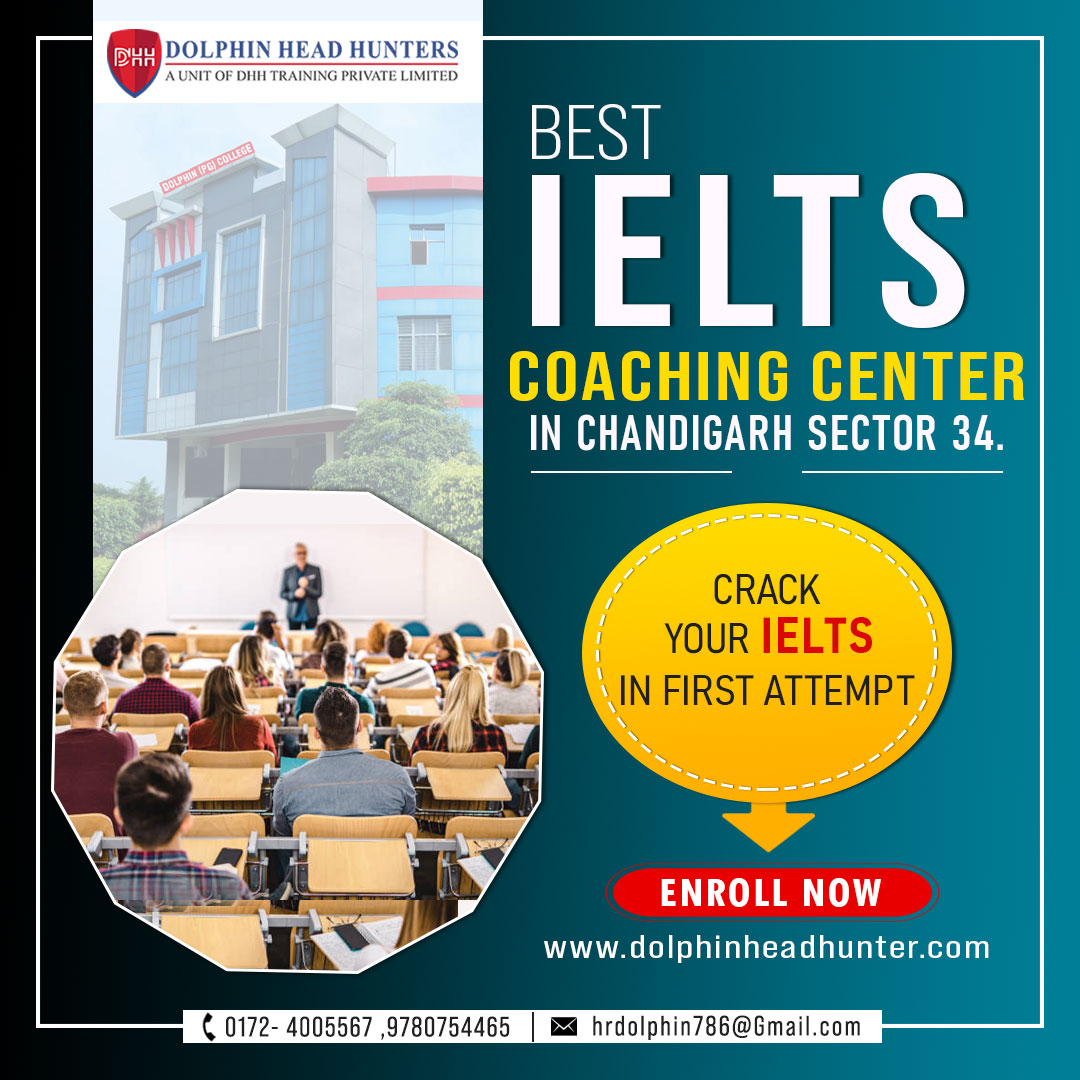 DHH DOLPHIN HEAD HUNTERS
A UNIT OF DHH TRAINING PRIVATE LIMITED
DOLPHIN (PG) COLLEGE
BEST
IELTS
COACHING CENTER
IN CHANDIGARH SECTOR 34.
CRACK
YOUR IELTS
IN FIRST ATTEMPT
ENROLL NOW
www.dolphinheadhunter.com
0172- 4005567 ,9780754465 | hrdolphin786@Gmail.com